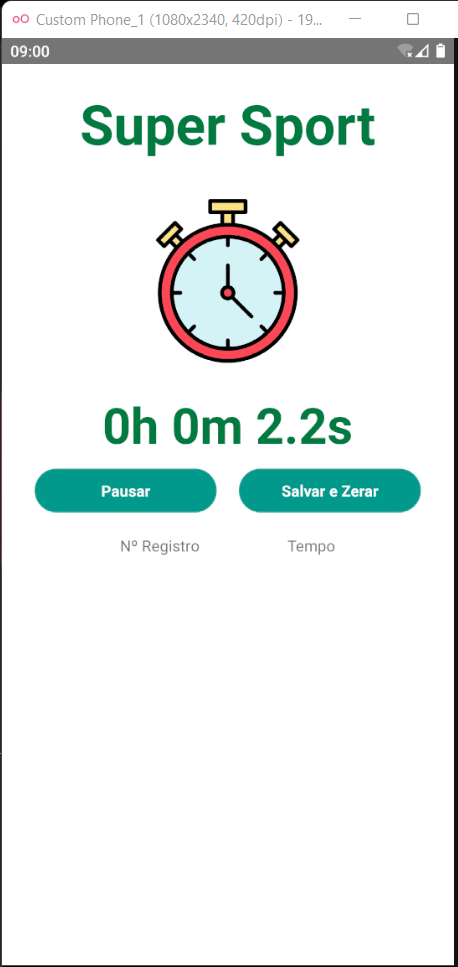 Custom Phone_1 (1080x2340, 420dpi) - 19...
09:00
Super Sport
0h 0m 2.2s
Pausar Salvar e Zerar
Nº Registro Tempo